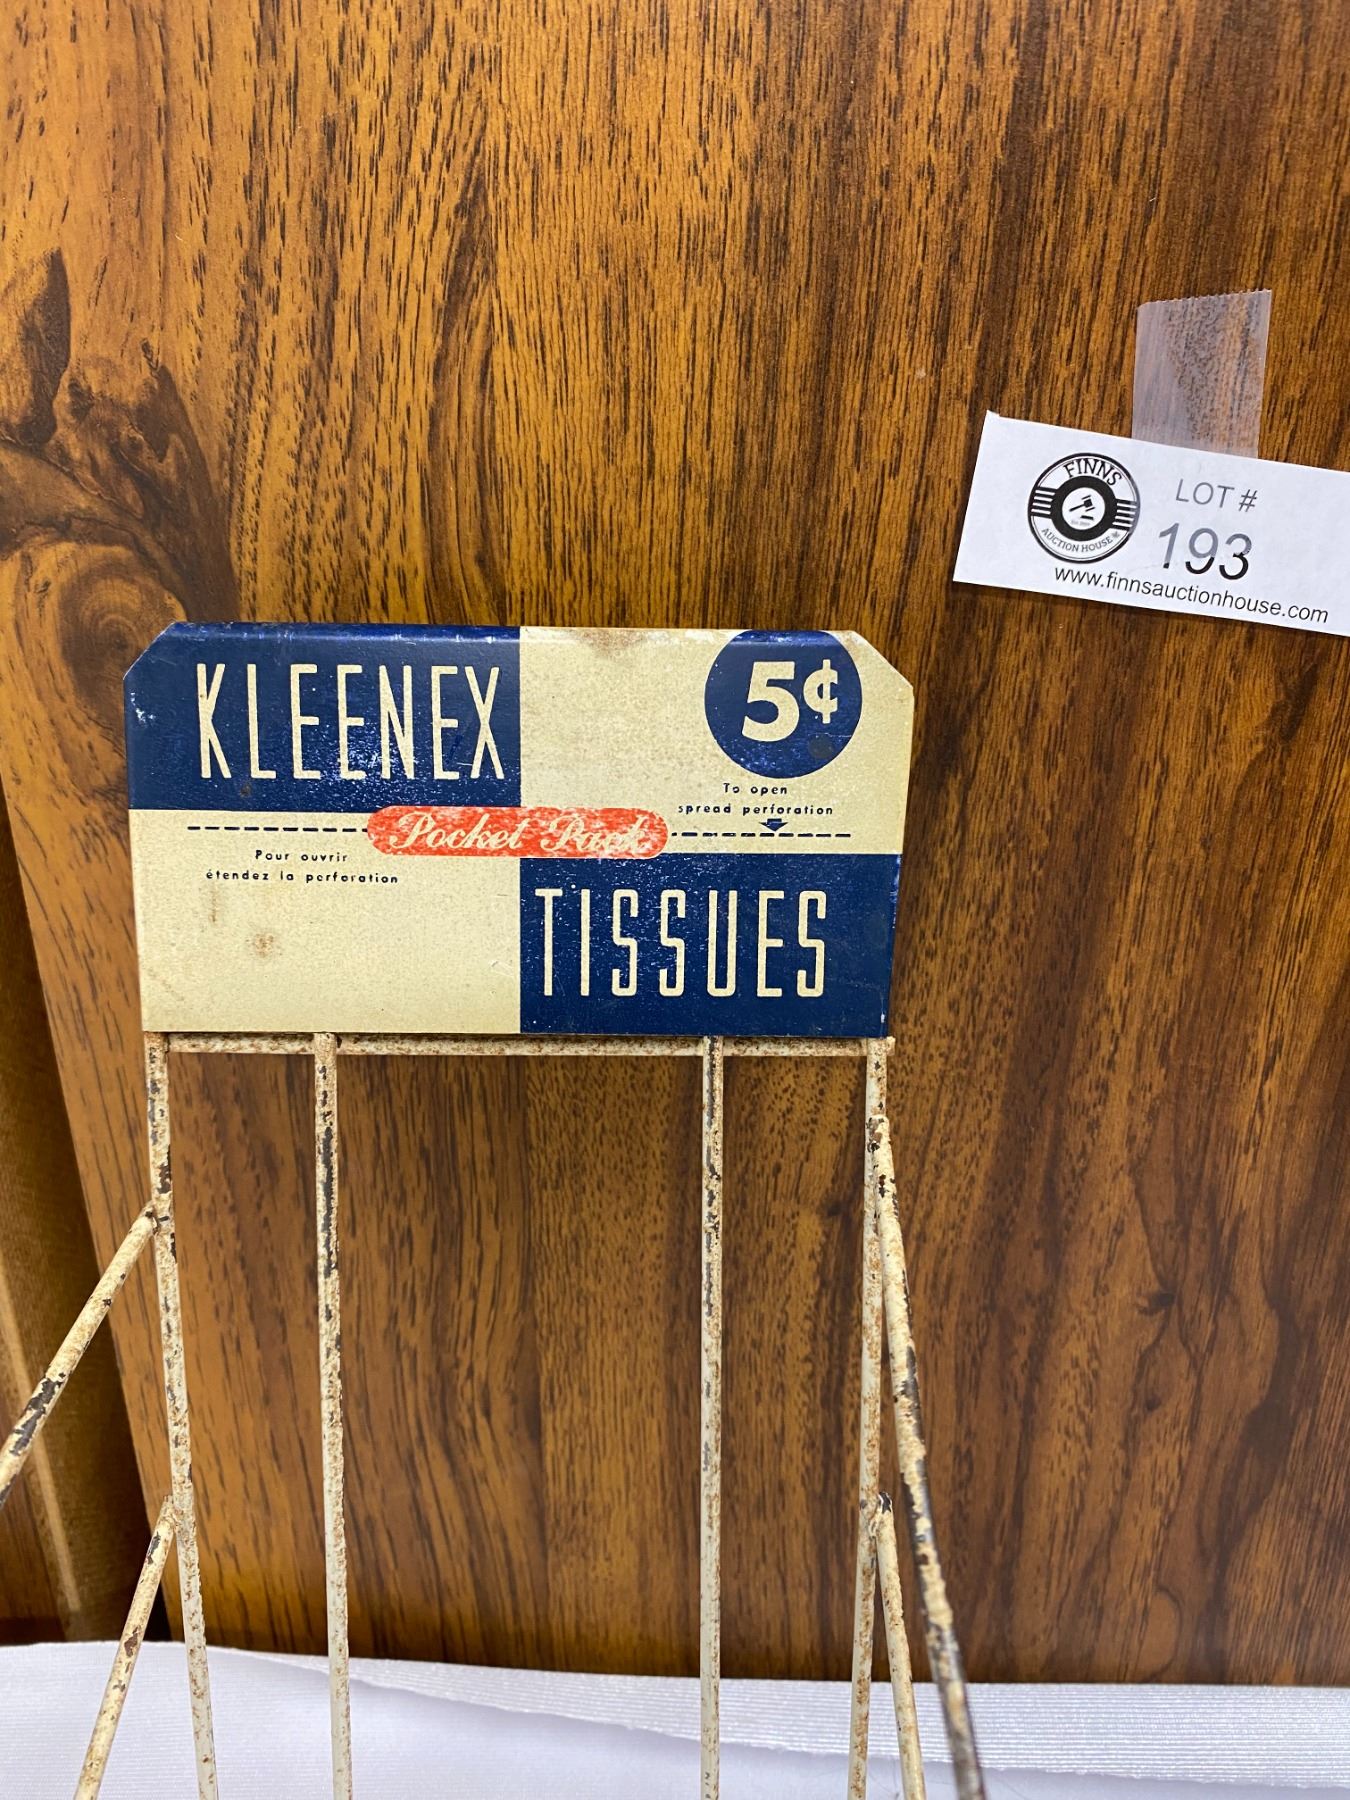 FINNS
AUCTION HOUSE
LOT #
193
www.finnsauctionhouse.com
KLEENEX
5¢
To open
spread perforation
Pocket Pack
Pour ouvrir
étendez la perforation
TISSUES